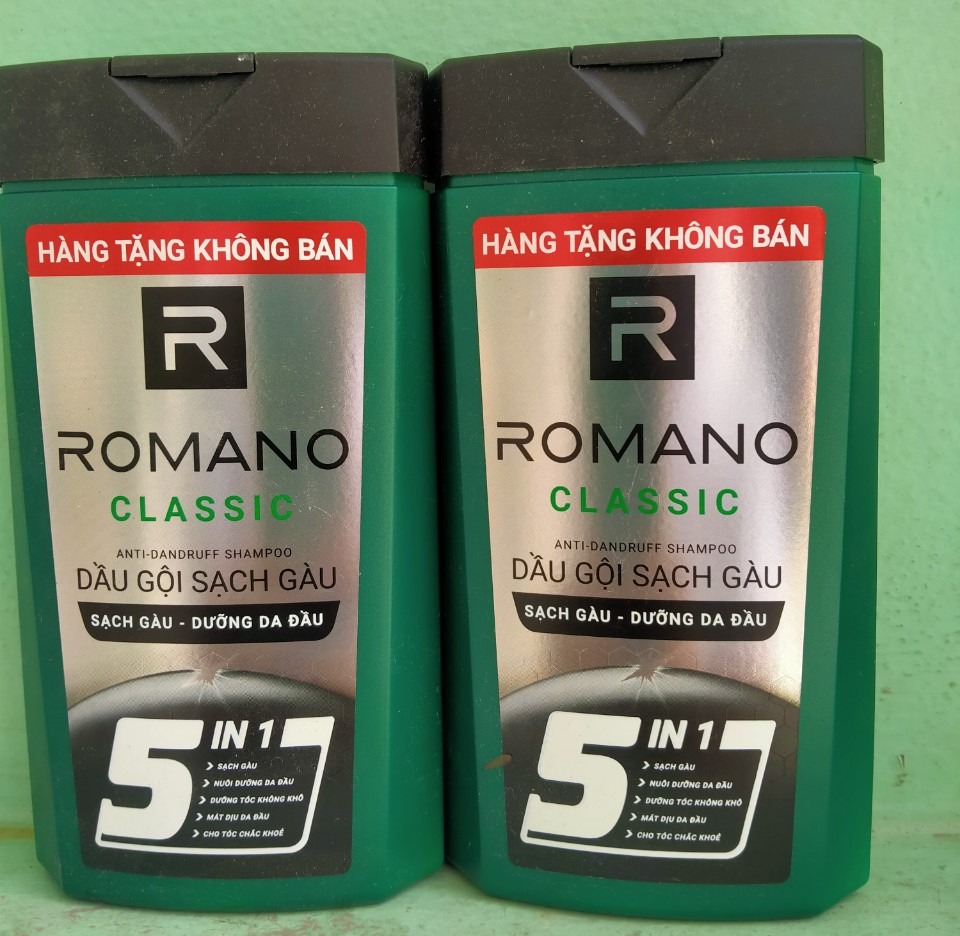 HÀNG TẶNG KHÔNG BÁN
R
ROMANO
CLASSIC
ANTI-DANDRUFF SHAMPOO
DẦU GỘI SẠCH GÀU
SẠCH GÀU - DƯỠNG DA ĐẦU
5 IN 1
SẠCH GÀU
NUÔI DƯỠNG DA ĐẦU
DƯỠNG TÓC KHÔNG KHÔ
MÁT DỊU DA ĐẦU
CHO TÓC CHẮC KHOẺ
HÀNG TẶNG KHÔNG BÁN
R
ROMANO
CLASSIC
ANTI-DANDRUFF SHAMPOO
DẦU GỘI SẠCH GÀU
SẠCH GÀU - DƯỠNG DA ĐẦU
5 IN 1
SẠCH GÀU
NUÔI DƯỠNG DA ĐẦU
DƯỠNG TÓC KHÔNG KHÔ
MÁT DỊU DA ĐẦU
CHO TÓC CHẮC KHOẺ